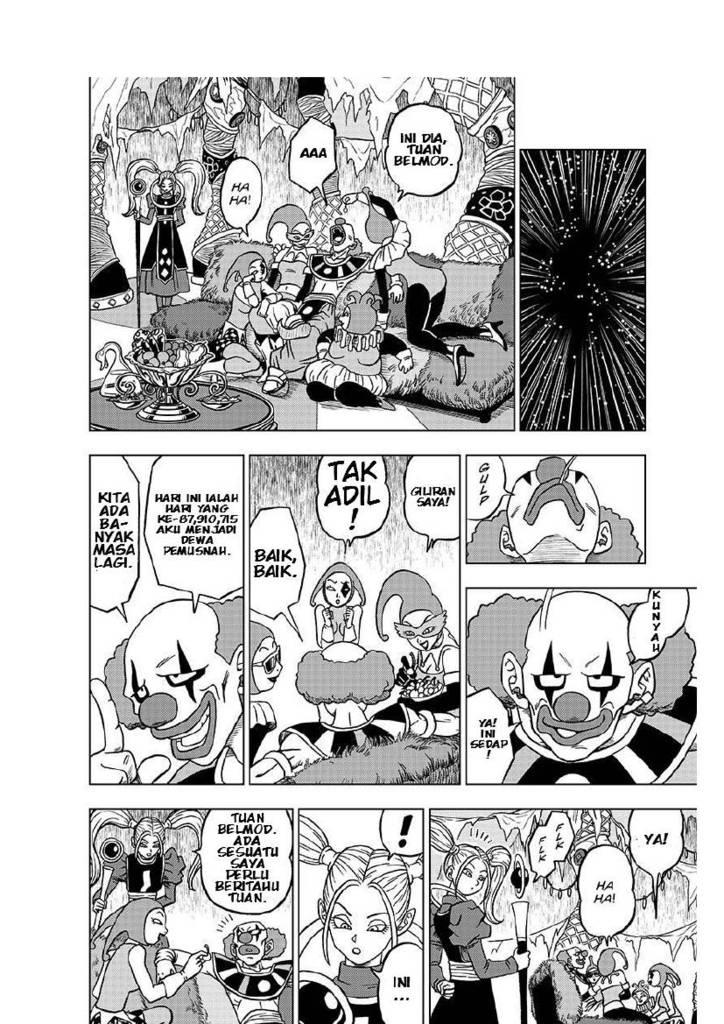 INI DIA,
TUAN
BELMOD.
AAA
HA
HA!
GULP
KUNYAH
YA!
INI
SEDAP
!
GILIRAN
SAYA!
TAK
ADIL
!
BAIK,
BAIK.
HARI INI IALAH
HARI YANG
KE-87,910,715
AKU MENJADI
DEWA
PEMUSNAH.
KITA
ADA
BA-
NYAK
MASA
LAGI.
YA!
HA
HA!
FLK
FLK
!
INI
...
TUAN
BELMOD.
ADA
SESUATU
SAYA
PERLU
BERITAHU
TUAN.